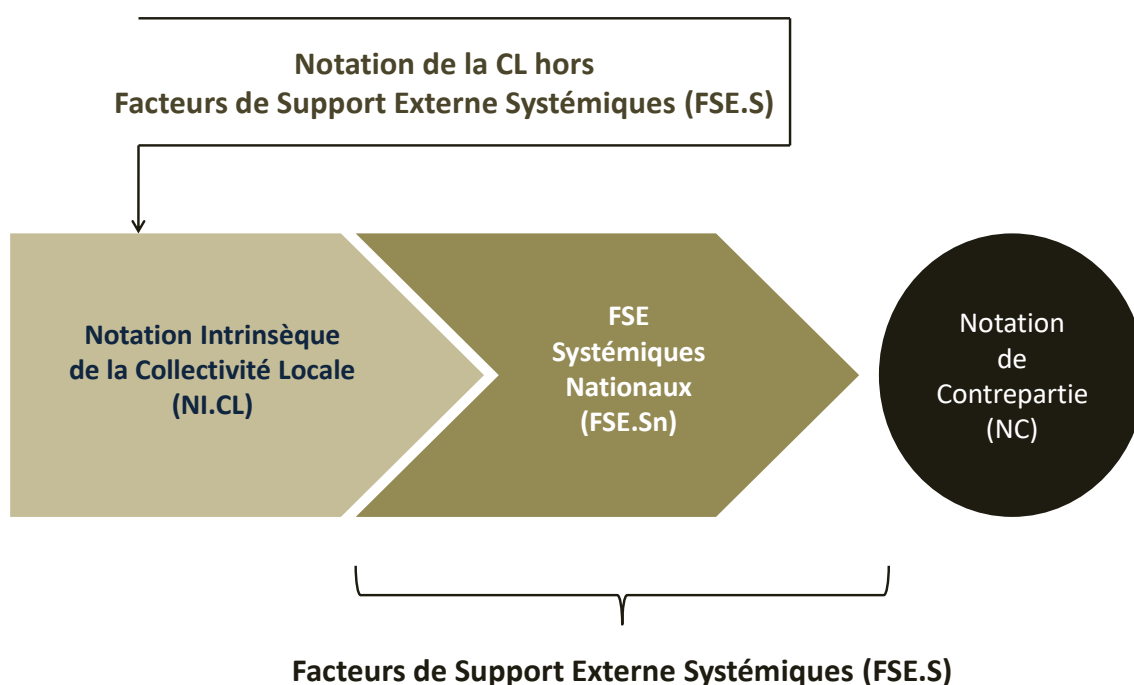 Notation de la CL hors
Facteurs de Support Externe Systémiques (FSE.S)
Notation Intrinsèque
de la Collectivité Locale
(NI.CL)
FSE
Systémiques
Nationaux
(FSE.Sn)
Notation
de
Contrepartie
(NC)
Facteurs de Support Externe Systémiques (FSE.S)